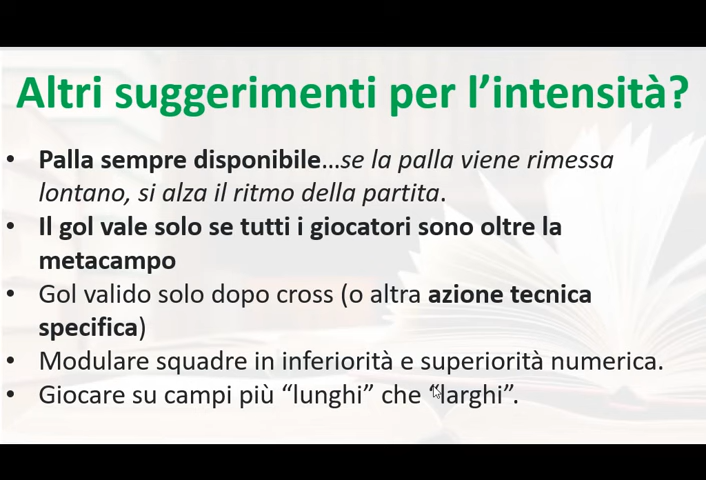 Altri suggerimenti per l’intensità?
• Palla sempre disponibile...se la palla viene rimessa
lontano, si alza il ritmo della partita.
• Il gol vale solo se tutti i giocatori sono oltre la
metacampo
• Gol valido solo dopo cross (o altra azione tecnica
specifica)
• Modulare squadre in inferiorità e superiorità numerica.
• Giocare su campi più “lunghi” che “larghi”.